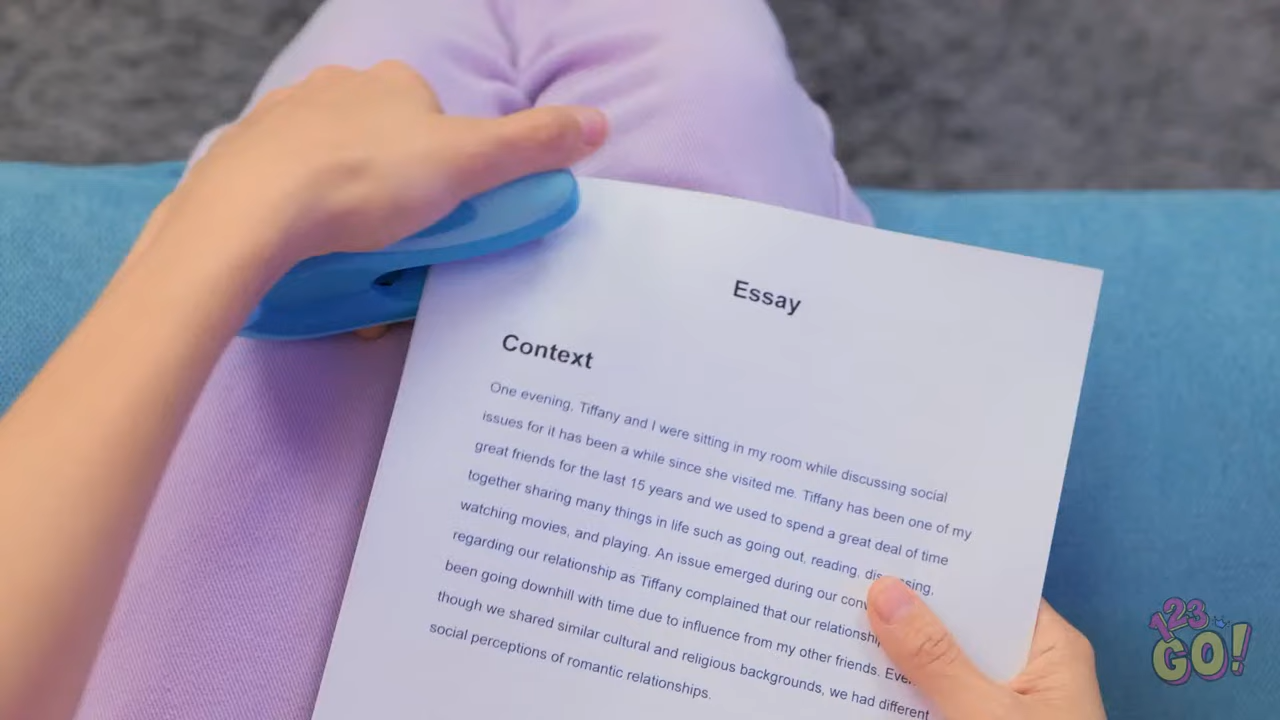 Essay
Context
One evening, Tiffany and I were sitting in my room while discussing social
issues for it has been a while since she visited me. Tiffany has been one of my
great friends for the last 15 years and we used to spend a great deal of time
together sharing many things in life such as going out, reading,
watching movies, and playing. An issue emerged during our
regarding our relationship as Tiffany complained that our
been going downhill with time due to influence from my other friends.
though we shared similar cultural and religious backgrounds, we had different
social perceptions of romantic relationships.
123
GO!